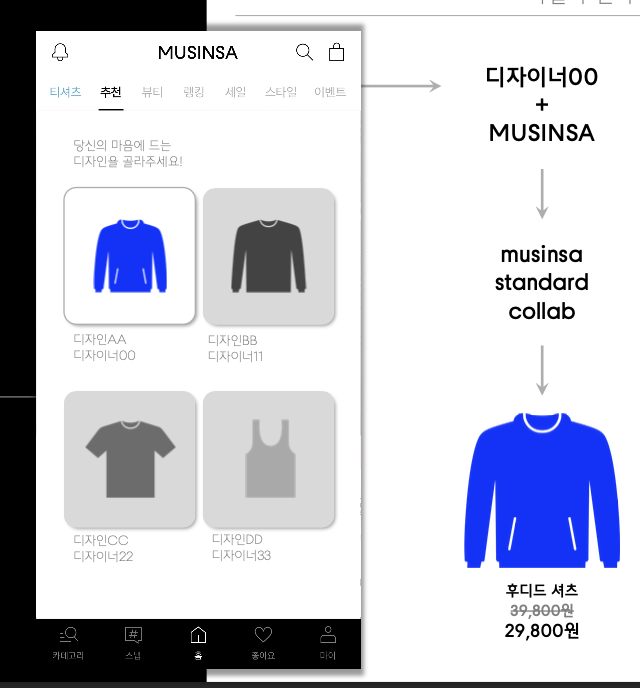 MUSINSA
티셔츠 추천 뷰티 랭킹 세일 스타일 이벤트
당신의 마음에 드는
디자인을 골라주세요!
디자인AA
디자이너00
디자인BB
디자이너11
디자인CC
디자이너22
디자인DD
디자이너33
카테고리 스냅 홈 좋아요 마이
디자이너00
+
MUSINSA
musinsa
standard
collab
후디드 셔츠
39,800원
29,800원